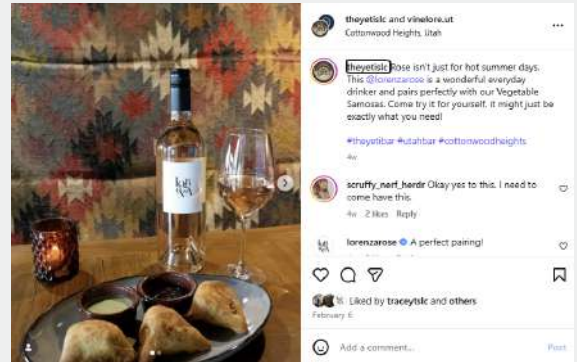 theyetislc and vinelore.ut
Cottonwood Heights, Utah
theyetislc Rose isn't just for hot summer days.
This @lorenzarose is a wonderful everyday
drinker and pairs perfectly with our Vegetable
Samosas. Come try it for yourself. It might just be
exactly what you need!
#theyetibar #utahbar #cottonwoodheights
4w
scruffy_nerf_herdr Okay yes to this. I need to
come have this.
4w 2 likes Reply
lorenzarose A perfect pairing!
Liked by traceytslc and others
February 6
Add a comment...
Post